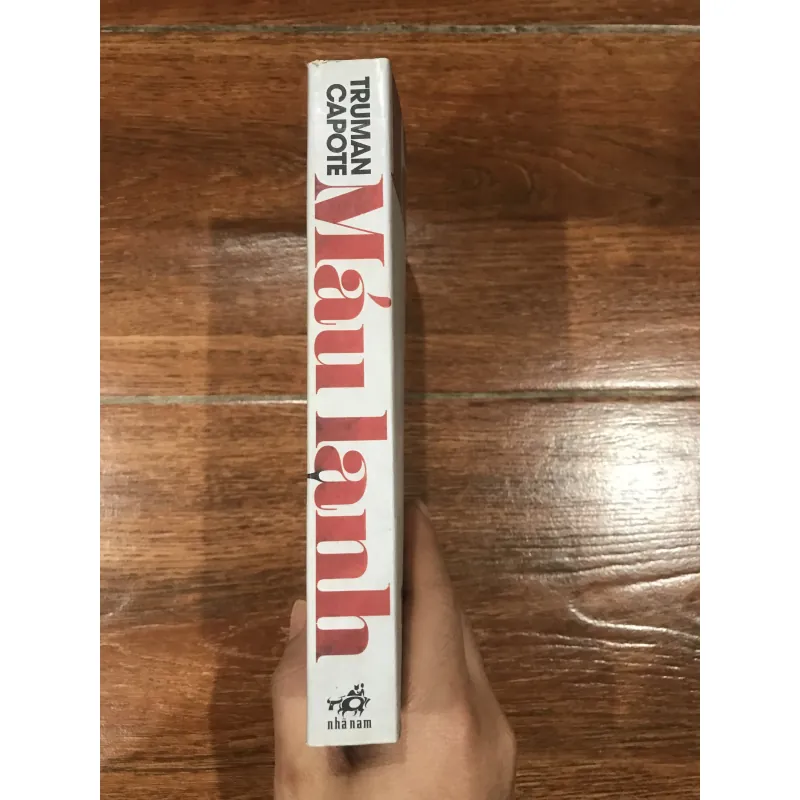 TRUMAN
CAPOTE
Máu lạnh
nhã nam